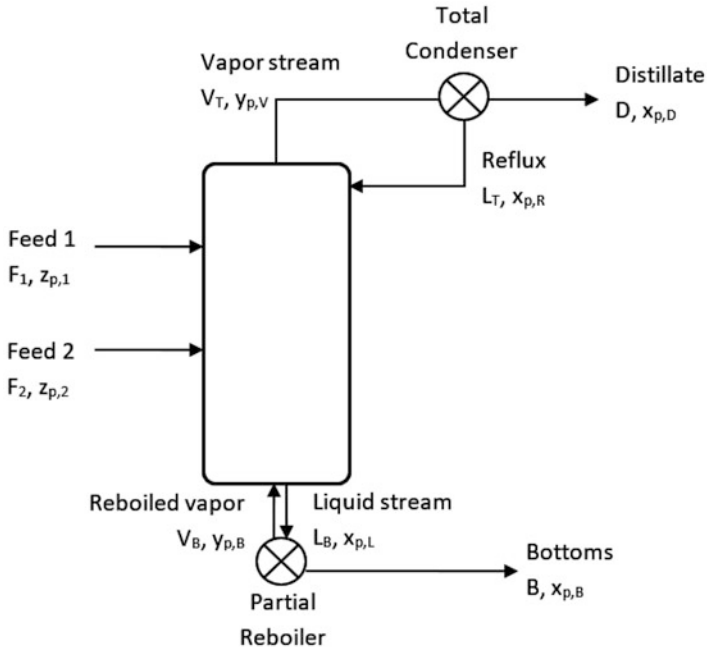 Total
Condenser
Vapor stream
V_T, y_p,V
Distillate
D, x_p,D
Reflux
L_T, x_p,R
Feed 1
F_1, z_p,1
Feed 2
F_2, z_p,2
Reboiled vapor
V_B, y_p,B
Liquid stream
L_B, x_p,L
Bottoms
B, x_p,B
Partial
Reboiler